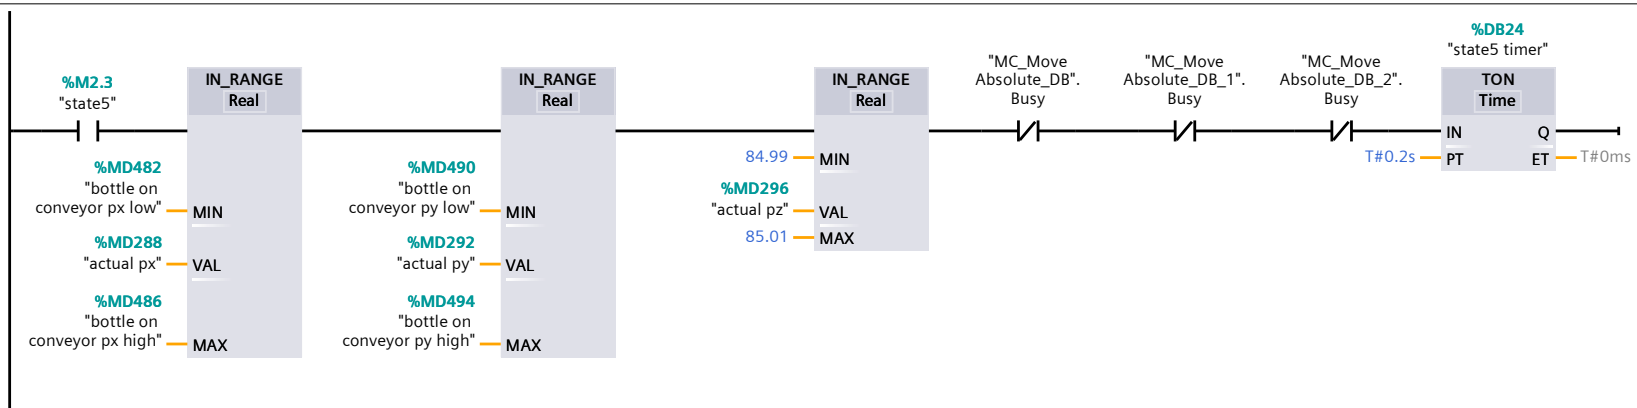 %M2.3
"state5"
IN_RANGE
Real
%MD482
"bottle on
conveyor px low"
MIN
%MD288
"actual px"
VAL
%MD486
"bottle on
conveyor px high"
MAX
IN_RANGE
Real
%MD490
"bottle on
conveyor py low"
MIN
%MD292
"actual py"
VAL
%MD494
"bottle on
conveyor py high"
MAX
IN_RANGE
Real
84.99
MIN
%MD296
"actual pz"
VAL
85.01
MAX
"MC_Move
Absolute_DB".
Busy
"MC_Move
Absolute_DB_1".
Busy
"MC_Move
Absolute_DB_2".
Busy
%DB24
"state5 timer"
TON
Time
IN
Q
T#0.2s
PT
ET
T#0ms